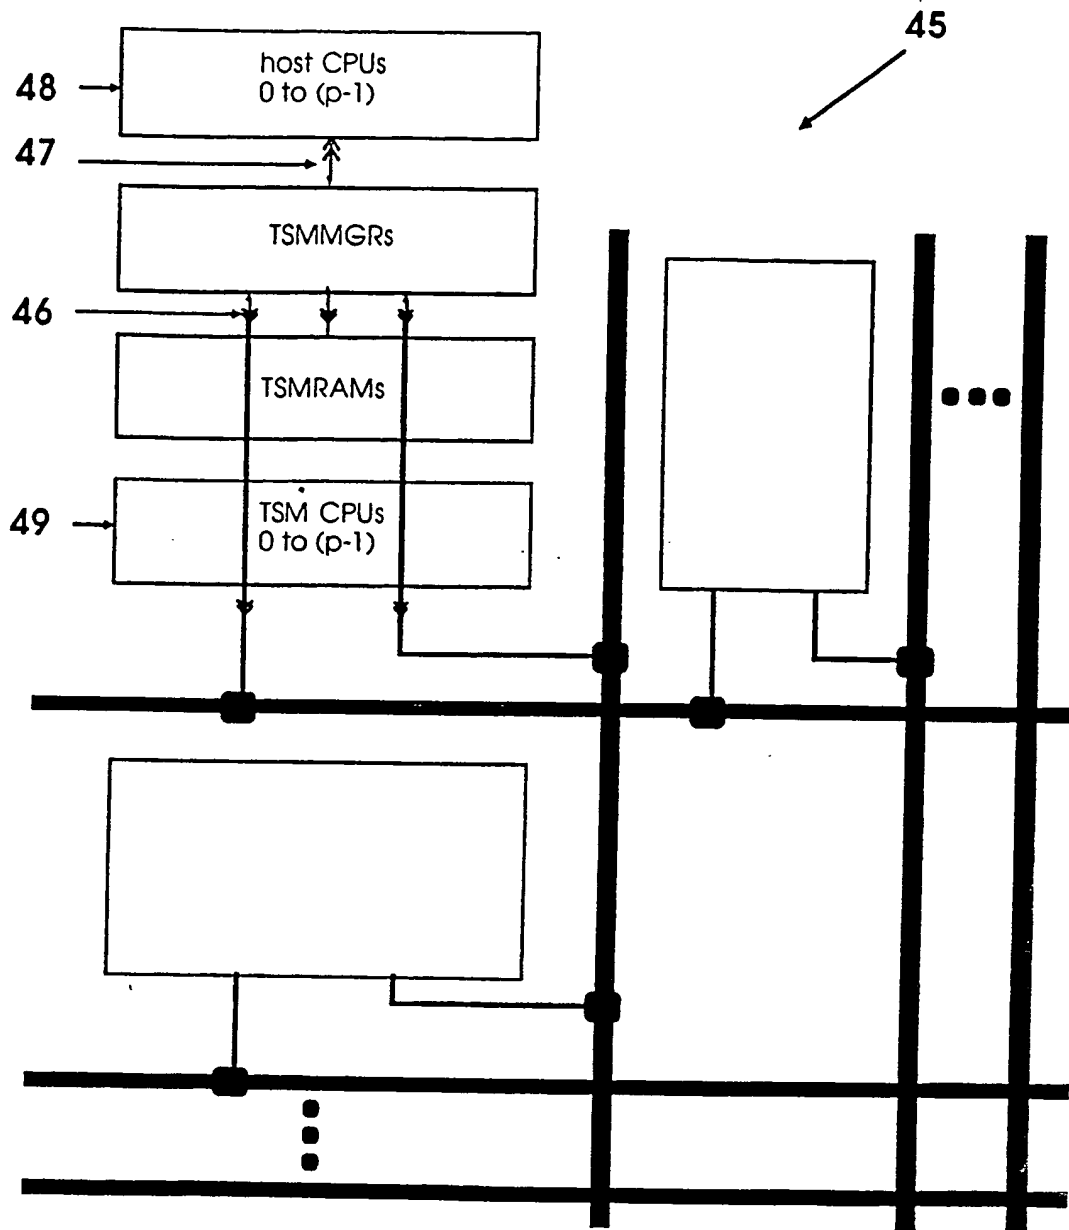 45
48
host CPUs
0 to (p-1)
47
TSMMGRs
46
TSMRAMs
49
TSM CPUs
0 to (p-1)